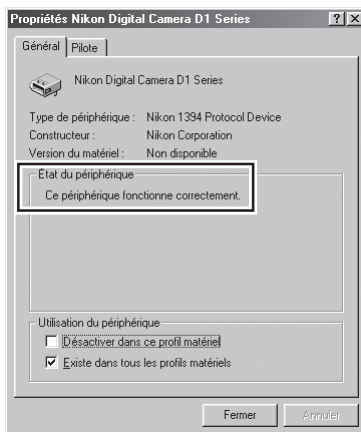 Propriétés Nikon Digital Camera D1 Series
Général Pilote
Nikon Digital Camera D1 Series
Type de périphérique : Nikon 1394 Protocol Device
Constructeur : Nikon Corporation
Version du matériel : Non disponible
État du périphérique
Ce périphérique fonctionne correctement.
Utilisation du périphérique
Désactiver dans ce profil matériel
Existe dans tous les profils matériels
Fermer Annuler